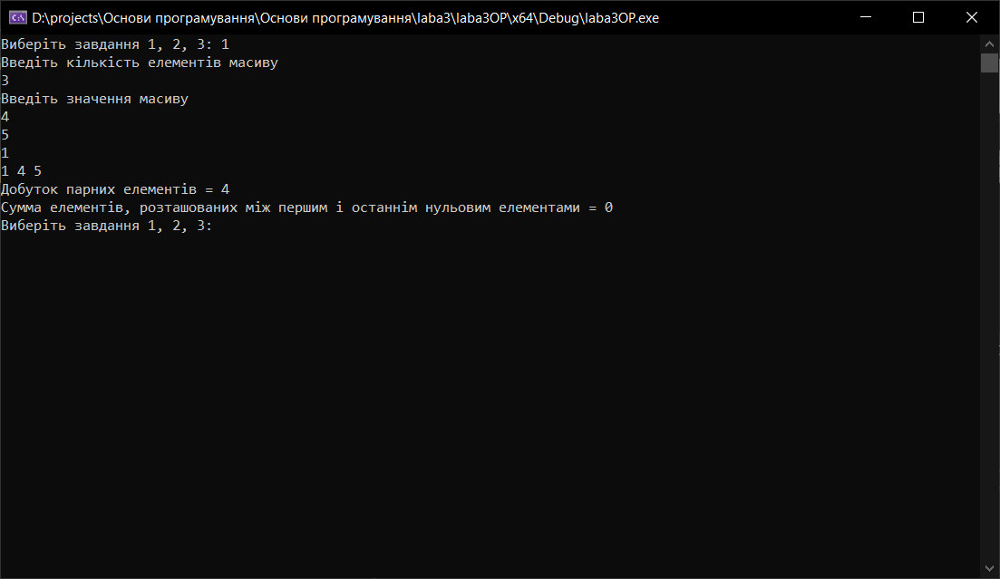 D:\projects\Основи програмування\Основи програмування\laba3\laba3OP\x64\Debug\laba3OP.exe
Виберіть завдання 1, 2, 3: 1
Введіть кількість елементів масиву
3
Введіть значення масиву
4
5
1
1 4 5
Добуток парних елементів = 4
Сумма елементів, розташованих між першим і останнім нульовим елементами = 0
Виберіть завдання 1, 2, 3: